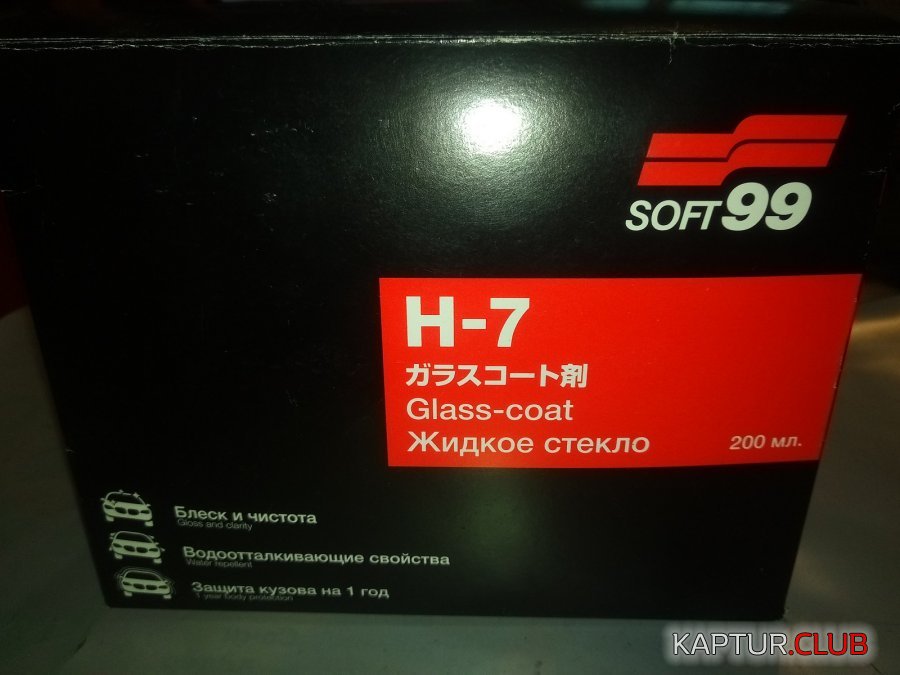 SOFT99
H-7
ガラスコート剤
Glass-coat
Жидкое стекло
200 мл.
Блеск и чистота
Gloss and clarity
Водоотталкивающие свойства
Water repellent
Защита кузова на 1 год
1 year body protection
KAPTUR.CLUB